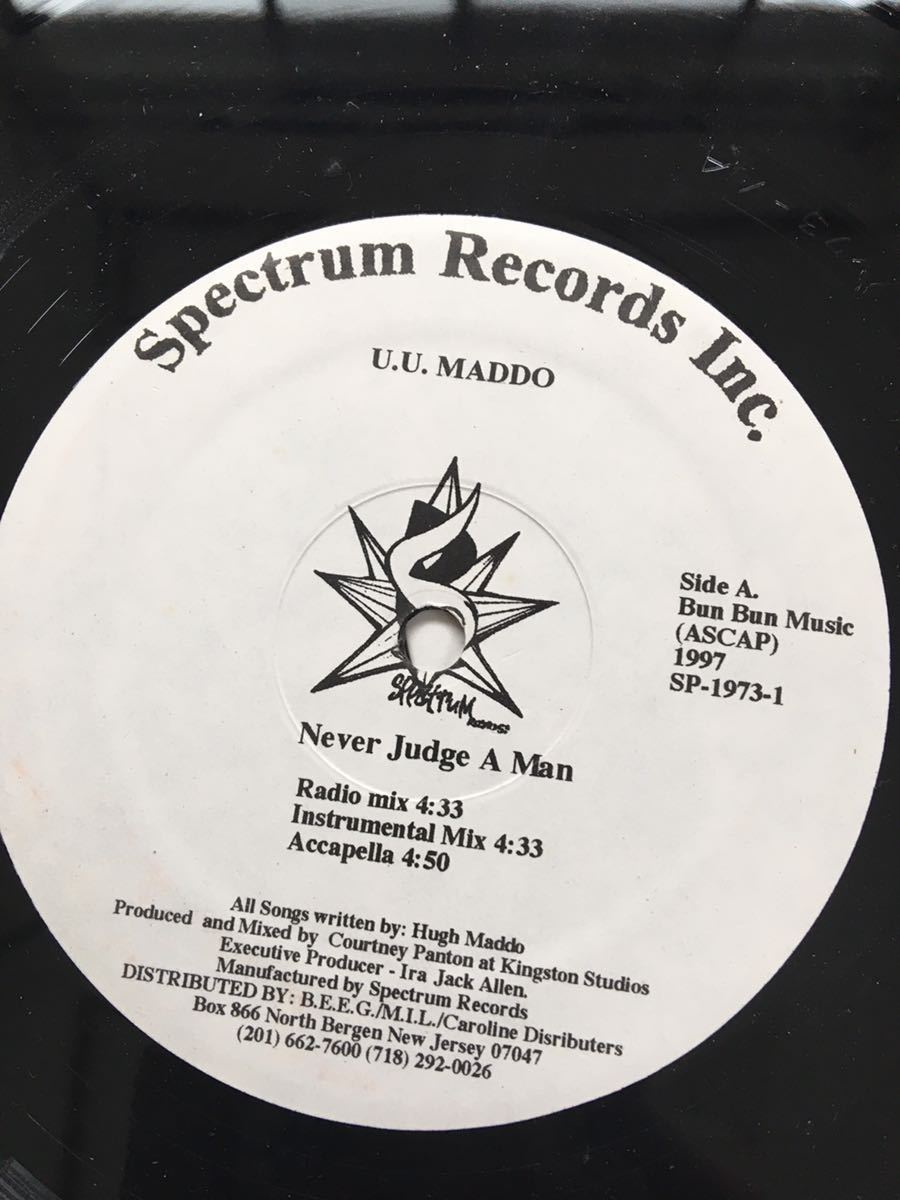 Spectrum Records Inc.
U.U. MADDO
Side A.
Bun Bun Music
(ASCAP)
1997
SP-1973-1
SPECTRUM
RECORDS
Never Judge A Man
Radio mix 4:33
Instrumental Mix 4:33
Accapella 4:50
All Songs written by: Hugh Maddo
Produced and Mixed by Courtney Panton at Kingston Studios
Executive Producer - Ira Jack Allen.
Manufactured by Spectrum Records
DISTRIBUTED BY: B.E.E.G./M.I.L./Caroline Disributers
Box 866 North Bergen New Jersey 07047
(201) 662-7600 (718) 292-0026